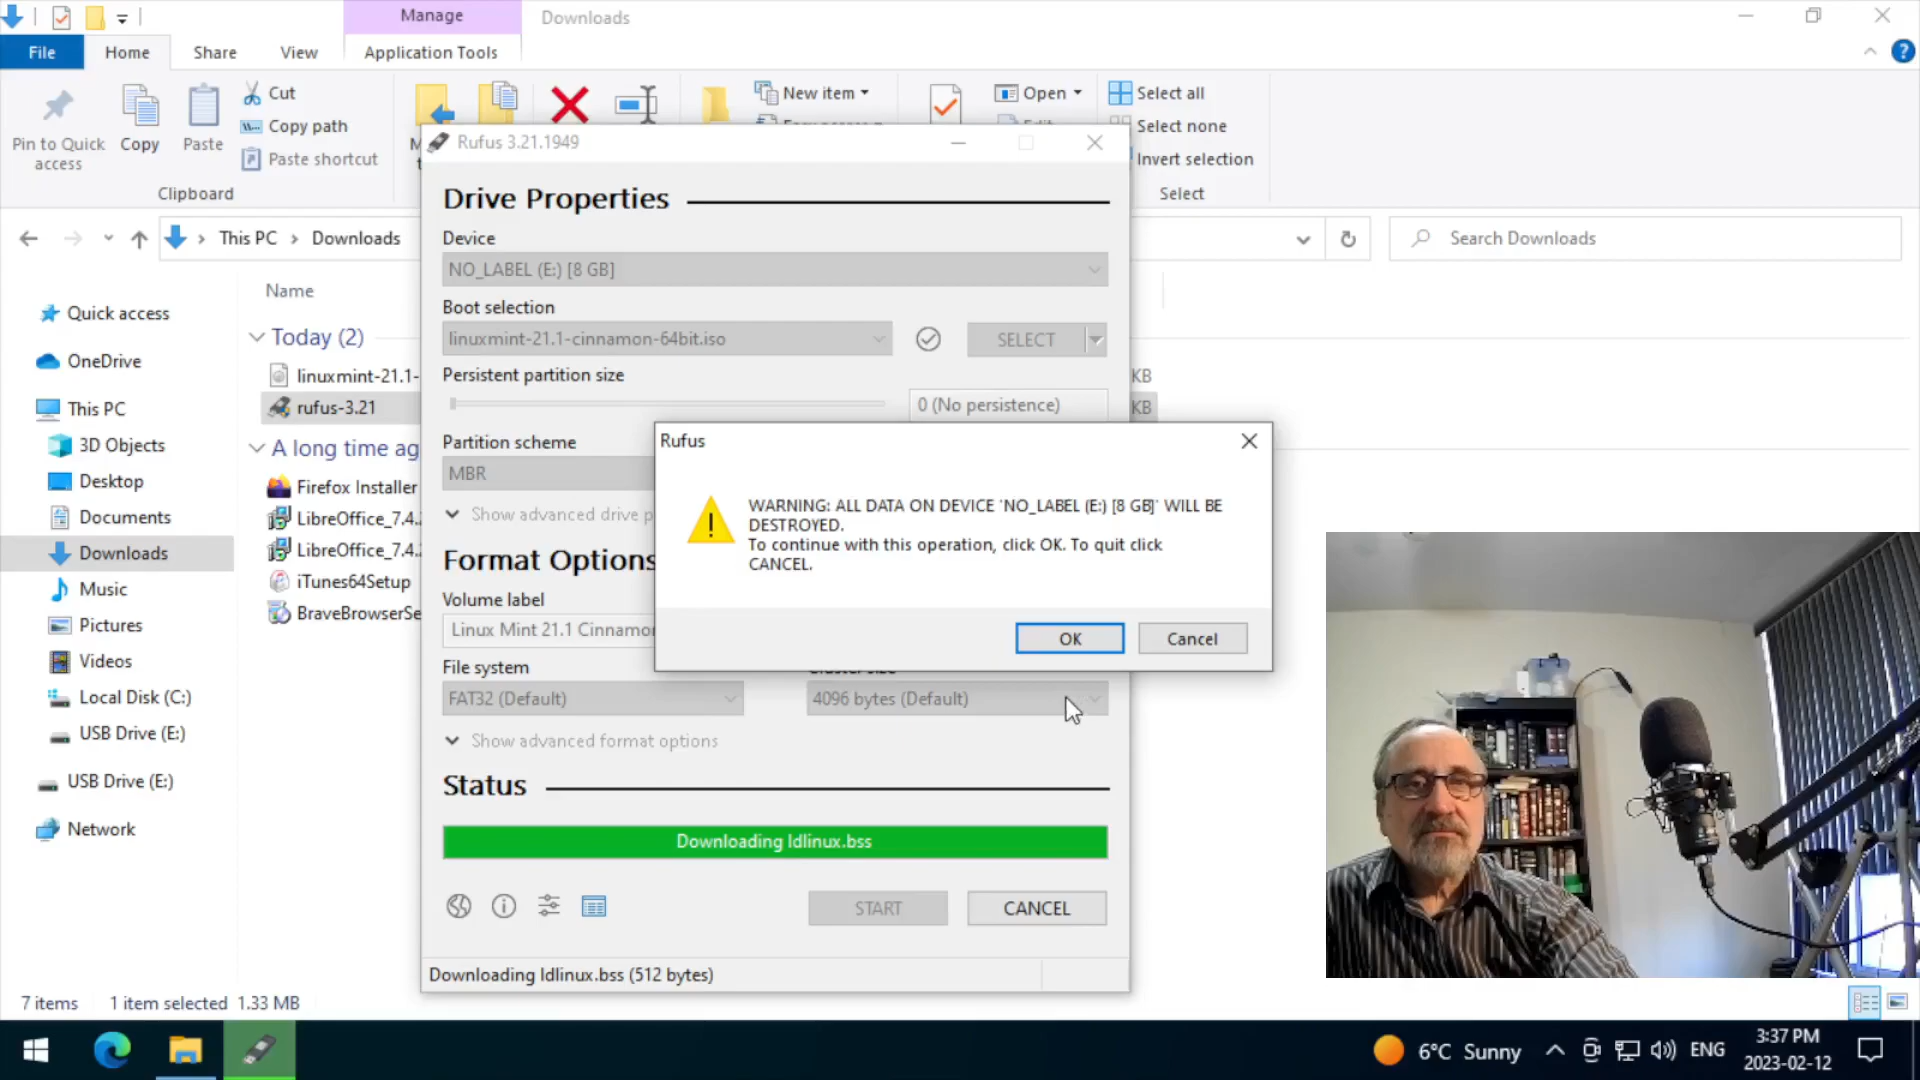 Manage
Downloads
File
Home
Share
View
Application Tools
Pin to Quick
access
Copy
Paste
Cut
Copy path
Paste shortcut
Clipboard
New item
Open
Select all
Select none
Invert selection
Select
This PC
Downloads
Search Downloads
Name
Quick access
OneDrive
This PC
3D Objects
Desktop
Documents
Downloads
Music
Pictures
Videos
Local Disk (C:)
USB Drive (E:)
USB Drive (E:)
Network
Today (2)
linuxmint-21.1-
rufus-3.21
A long time ag
Firefox Installer
LibreOffice_7.4.
LibreOffice_7.4.
iTunes64Setup
BraveBrowserSe
KB
KB
Rufus 3.21.1949
Drive Properties
Device
NO_LABEL (E:) [8 GB]
Boot selection
linuxmint-21.1-cinnamon-64bit.iso
SELECT
Persistent partition size
0 (No persistence)
Partition scheme
MBR
Show advanced drive p
Format Options
Volume label
Linux Mint 21.1 Cinnamon
File system
FAT32 (Default)
4096 bytes (Default)
Show advanced format options
Status
Downloading ldlinux.bss
START
CANCEL
Downloading ldlinux.bss (512 bytes)
Rufus
WARNING: ALL DATA ON DEVICE 'NO_LABEL (E:) [8 GB]' WILL BE
DESTROYED.
To continue with this operation, click OK. To quit click
CANCEL.
OK
Cancel
7 items
1 item selected 1.33 MB
6°C Sunny
ENG
3:37 PM
2023-02-12